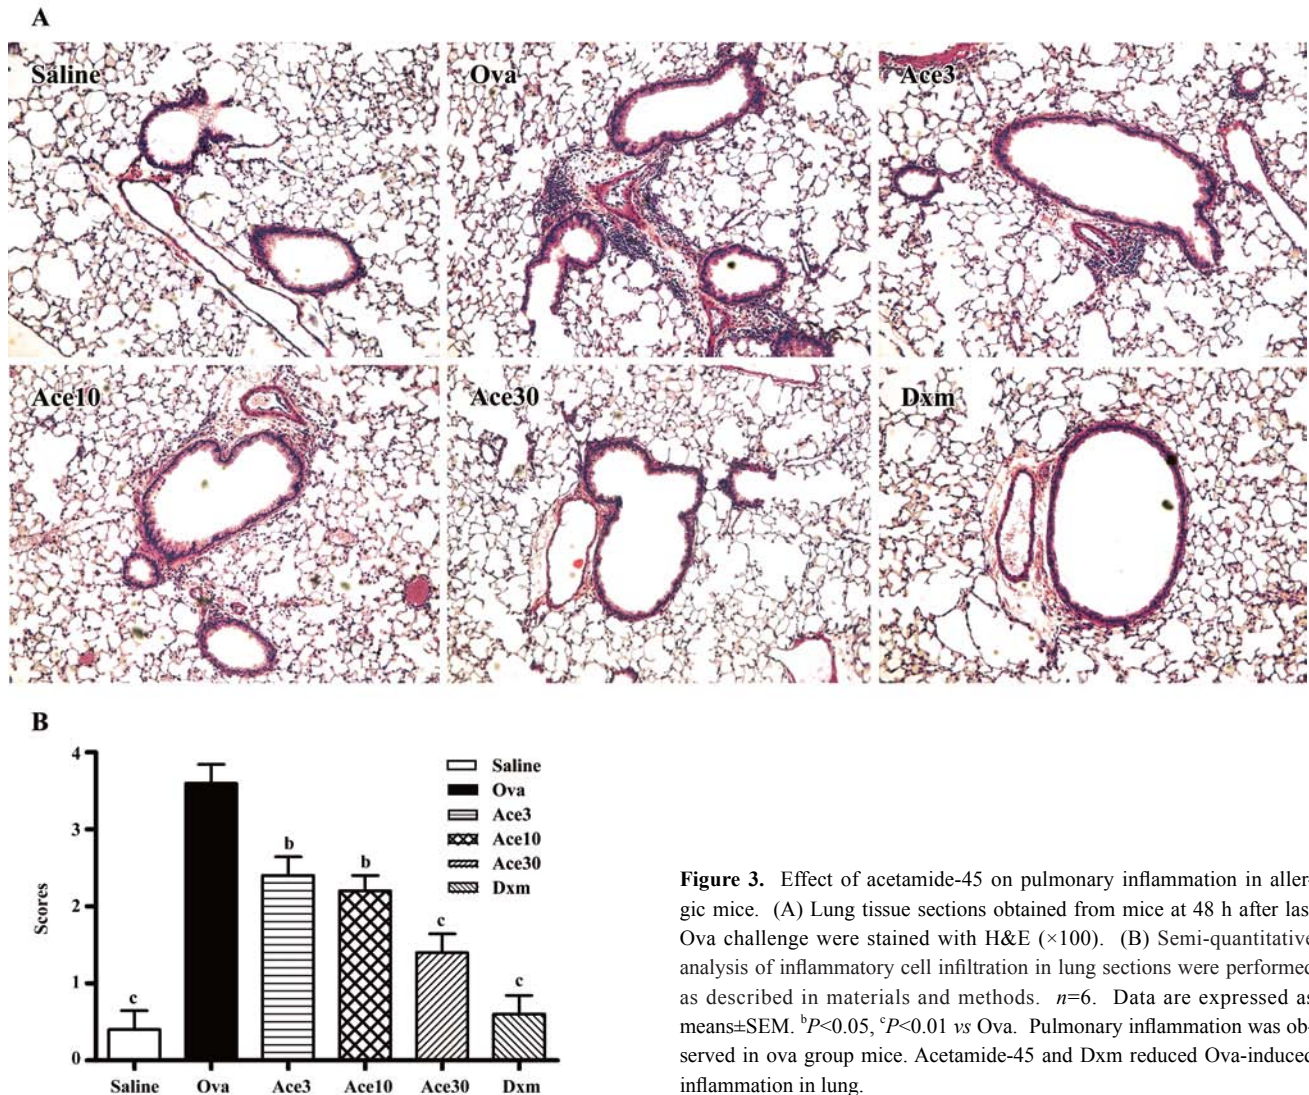 A
Saline
Ova
Ace3
Ace10
Ace30
Dxm
B
4
3
2
1
0
Scores
c
b
b
c
c
Saline
Ova
Ace3
Ace10
Ace30
Dxm
Saline
Ova
Ace3
Ace10
Ace30
Dxm
Figure 3. Effect of acetamide-45 on pulmonary inflammation in aller-
gic mice. (A) Lung tissue sections obtained from mice at 48 h after las
Ova challenge were stained with H&E (×100). (B) Semi-quantitative
analysis of inflammatory cell infiltration in lung sections were performed
as described in materials and methods. n=6. Data are expressed as
means±SEM. ᵇP<0.05, ᶜP<0.01 vs Ova. Pulmonary inflammation was ob-
served in ova group mice. Acetamide-45 and Dxm reduced Ova-induced
inflammation in lung.